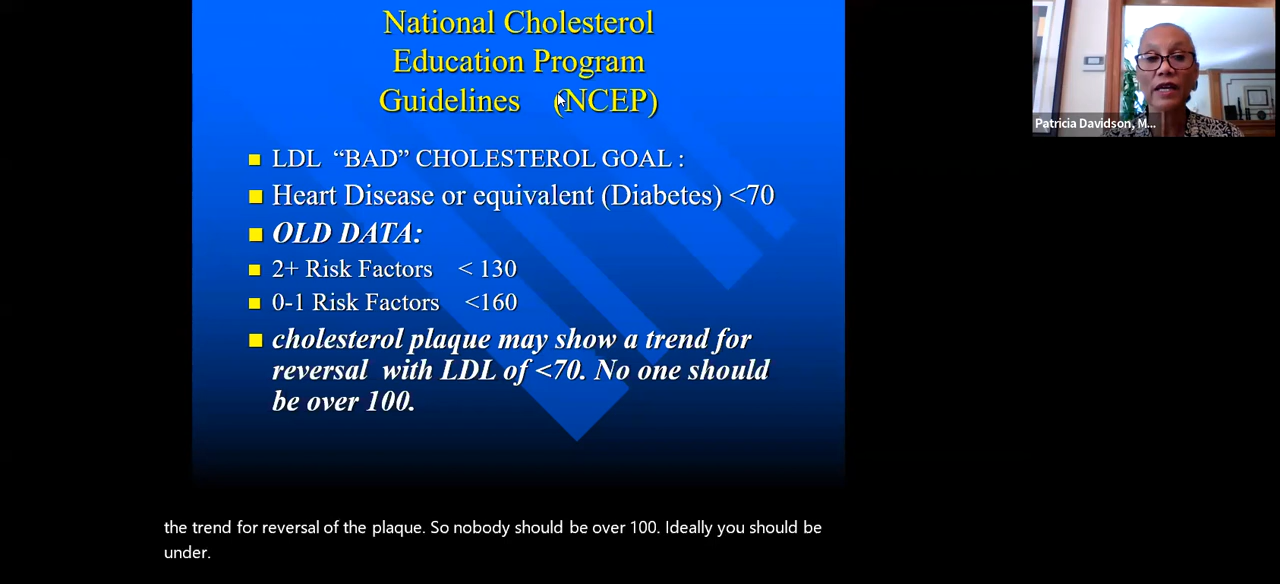 National Cholesterol
Education Program
Guidelines (NCEP)
LDL “BAD” CHOLESTEROL GOAL :
Heart Disease or equivalent (Diabetes) <70
OLD DATA:
2+ Risk Factors < 130
0-1 Risk Factors <160
cholesterol plaque may show a trend for
reversal with LDL of <70. No one should
be over 100.
Patricia Davidson, M...
the trend for reversal of the plaque. So nobody should be over 100. Ideally you should be
under.